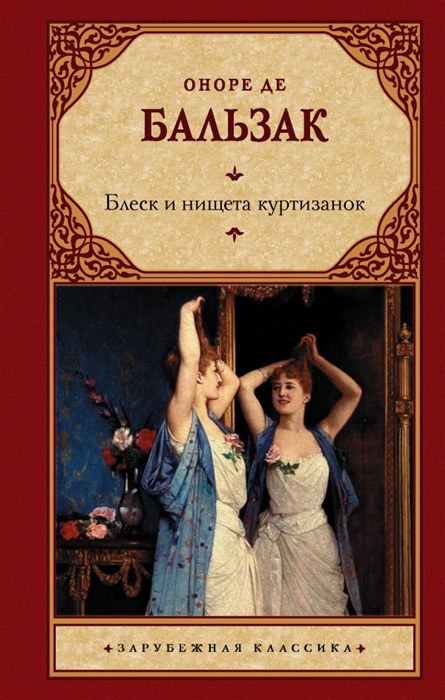 ОНОРЕ ДЕ
БАЛЬЗАК
Блеск и нищета куртизанок
ЗАРУБЕЖНАЯ КЛАССИКА